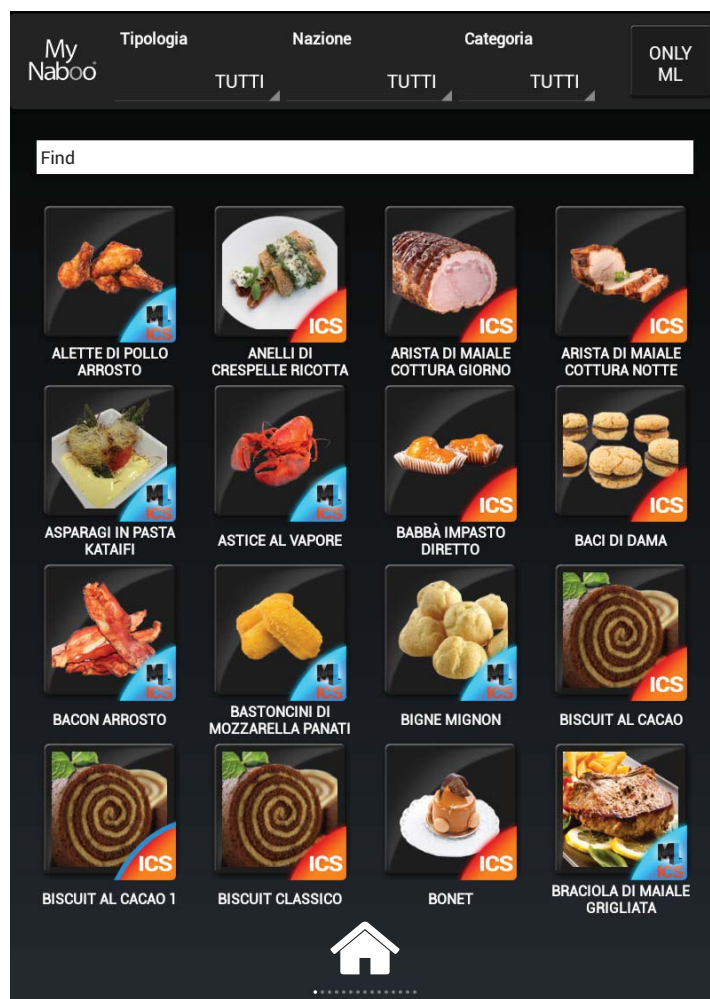 My
Naboo
Tipologia
TUTTI
Nazione
TUTTI
Categoria
TUTTI
ONLY
ML
Find
ML
ICS
ICS
ICS
ICS
ALETTE DI POLLO
ARROSTO
ANELLI DI
CRESPELLE RICOTTA
ARISTA DI MAIALE
COTTURA GIORNO
ARISTA DI MAIALE
COTTURA NOTTE
ML
ICS
ML
ICS
ICS
ICS
ASPARAGI IN PASTA
KATAIFI
ASTICE AL VAPORE
BABBÀ IMPASTO
DIRETTO
BACI DI DAMA
ML
ICS
ML
ICS
ML
ICS
ICS
BACON ARROSTO
BASTONCINI DI
MOZZARELLA PANATI
BIGNE MIGNON
BISCUIT AL CACAO
ICS
ICS
ICS
ML
ICS
BISCUIT AL CACAO 1
BISCUIT CLASSICO
BONET
BRACIOLA DI MAIALE
GRIGLIATA